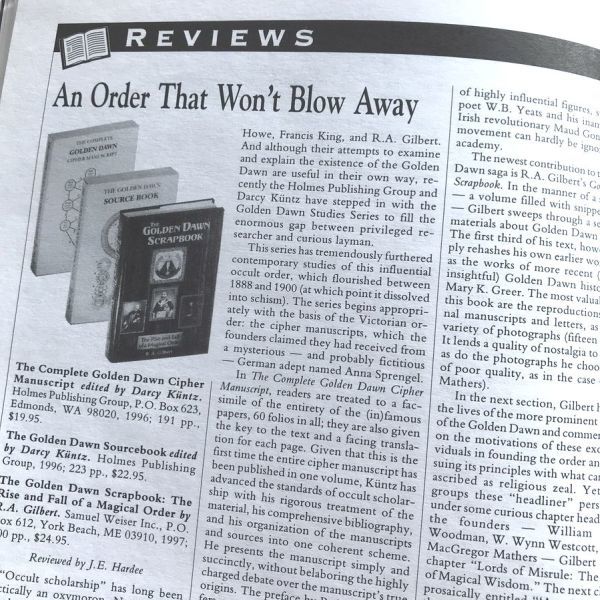 REVIEWS
An Order That Won't Blow Away
THE COMPLETE
GOLDEN DAWN
CIPHER MANUSCRIPT
THE GOLDEN DAWN
SOURCE BOOK
THE
GOLDEN DAWN
SCRAPBOOK
The Rise and Fall
of a Magical Order
R. A. Gilbert
The Complete Golden Dawn Cipher
Manuscript edited by Darcy Küntz.
Holmes Publishing Group, P.O. Box 623,
Edmonds, WA 98020, 1996; 191 pp.,
$19.95.
The Golden Dawn Sourcebook edited
by Darcy Küntz. Holmes Publishing
Group, 1996; 223 pp., $22.95.
The Golden Dawn Scrapbook: The
Rise and Fall of a Magical Order by
R.A. Gilbert. Samuel Weiser Inc., P.O.
ox 612, York Beach, ME 03910, 1997;
00 pp., $24.95.
Reviewed by J.E. Hardee
"Occult scholarship" has long been
ctically an oxymoron.
Howe, Francis King, and R.A. Gilbert.
And although their attempts to examine
and explain the existence of the Golden
Dawn are useful in their own way, re-
cently the Holmes Publishing Group and
Darcy Küntz have stepped in with the
Golden Dawn Studies Series to fill the
enormous gap between privileged re-
searcher and curious layman.
This series has tremendously furthered
contemporary studies of this influential
occult order, which flourished between
1888 and 1900 (at which point it dissolved
into schism). The series begins appropri-
ately with the basis of the Victorian or-
der: the cipher manuscripts, which the
founders claimed they had received from
a mysterious — and probably fictitious
— German adept named Anna Sprengel.
In The Complete Golden Dawn Cipher
Manuscript, readers are treated to a fac-
simile of the entirety of the (in)famous
papers, 60 folios in all; they are also given
the key to the text and a facing transla-
tion for each page. Given that this is the
first time the entire cipher manuscript has
been published in one volume, Küntz has
advanced the standards of occult scholar-
ship with his rigorous treatment of the
material, his comprehensive bibliography,
and his organization of the manuscripts
and sources into one coherent scheme.
He presents the manuscript simply and
succinctly, without belaboring the highly
charged debate over the manuscript's true
origins. The preface by
of highly influential figures,
poet W.B. Yeats and his
Irish revolutionary Maud Gon
movement can hardly be igno
academy.
The newest contribution to t
Dawn saga is R.A. Gilbert's Go
Scrapbook. In the manner of a
— a volume filled with snippe
— Gilbert sweeps through a se
materials about Golden Dawn
The first third of his text, how
ply rehashes his own earlier wo
as the works of more recent (
insightful) Golden Dawn histo
Mary K. Greer. The most valua
this book are the reproductions
nal manuscripts and letters, as
variety of photographs (fifteen
It lends a quality of nostalgia to
as do the photographs he choo
of poor quality, as in the case
Mathers).
In the next section, Gilbert h
the lives of the more prominent
of the Golden Dawn and commen
on the motivations of these exc
viduals in founding the order an
suing its principles with what ca
ascribed as religious zeal. Yet
groups these "headliner" pers
under some curious chapter head
the founders — William
Woodman, W. Wynn Westcott,
MacGregor Mathers — Gilbert
chapter "Lords of Misrule: The
of Magical Wisdom." The next c
prosaically entitled